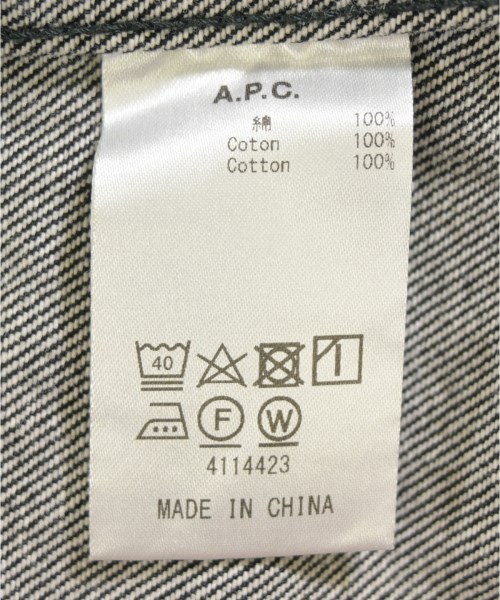 A.P.C.
綿 100%
Coton 100%
Cotton 100%
40
F W
4114423
MADE IN CHINA